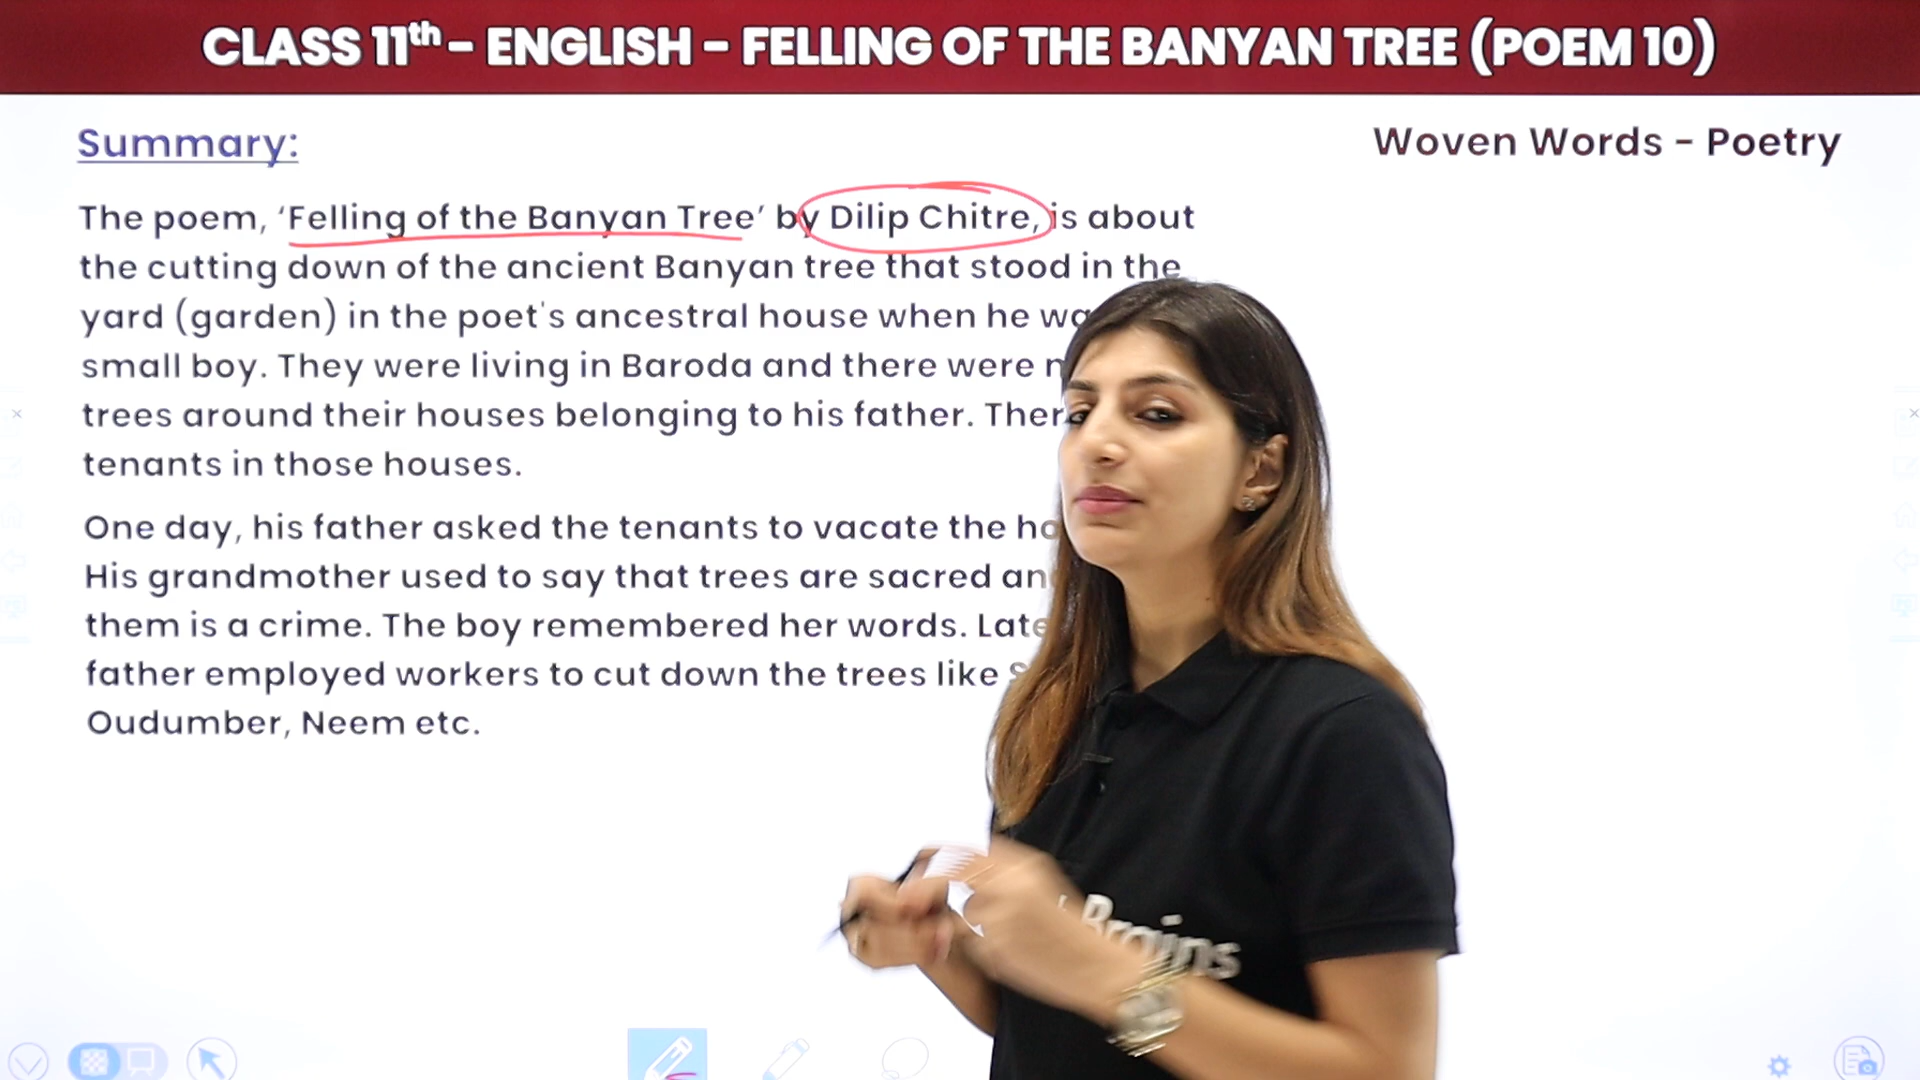 CLASS 11th – ENGLISH – FELLING OF THE BANYAN TREE (POEM 10)
Summary:
Woven Words – Poetry
The poem, ‘Felling of the Banyan Tree’ by Dilip Chitre, is about
the cutting down of the ancient Banyan tree that stood in the
yard (garden) in the poet's ancestral house when he
small boy. They were living in Baroda and there were
trees around their houses belonging to his father.
tenants in those houses.
One day, his father asked the tenants to vacate the
His grandmother used to say that trees are sacred
them is a crime. The boy remembered her words.
father employed workers to cut down the trees like
Oudumber, Neem etc.
Brains